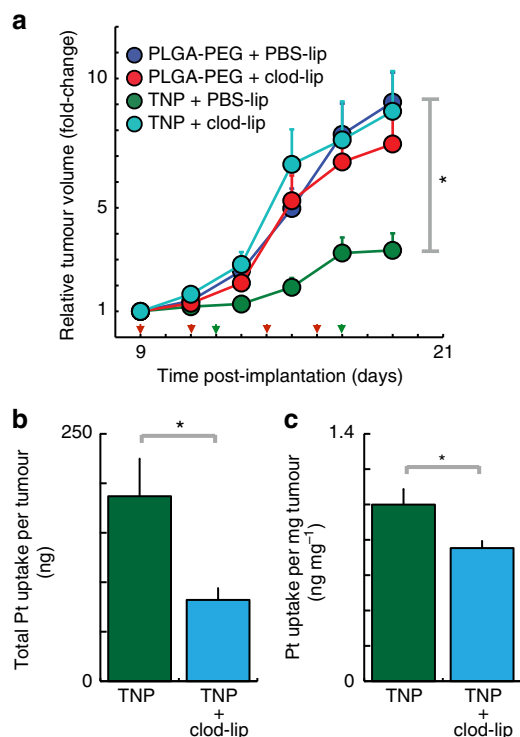 a
Relative tumour volume (fold-change)
10
5
1
PLGA-PEG + PBS-lip
PLGA-PEG + clod-lip
TNP + PBS-lip
TNP + clod-lip
*
9
21
Time post-implantation (days)
b
Total Pt uptake per tumour
(ng)
250
0
*
TNP
TNP
+
clod-lip
c
Pt uptake per mg tumour
(ng mg⁻¹)
1.4
0
*
TNP
TNP
+
clod-lip